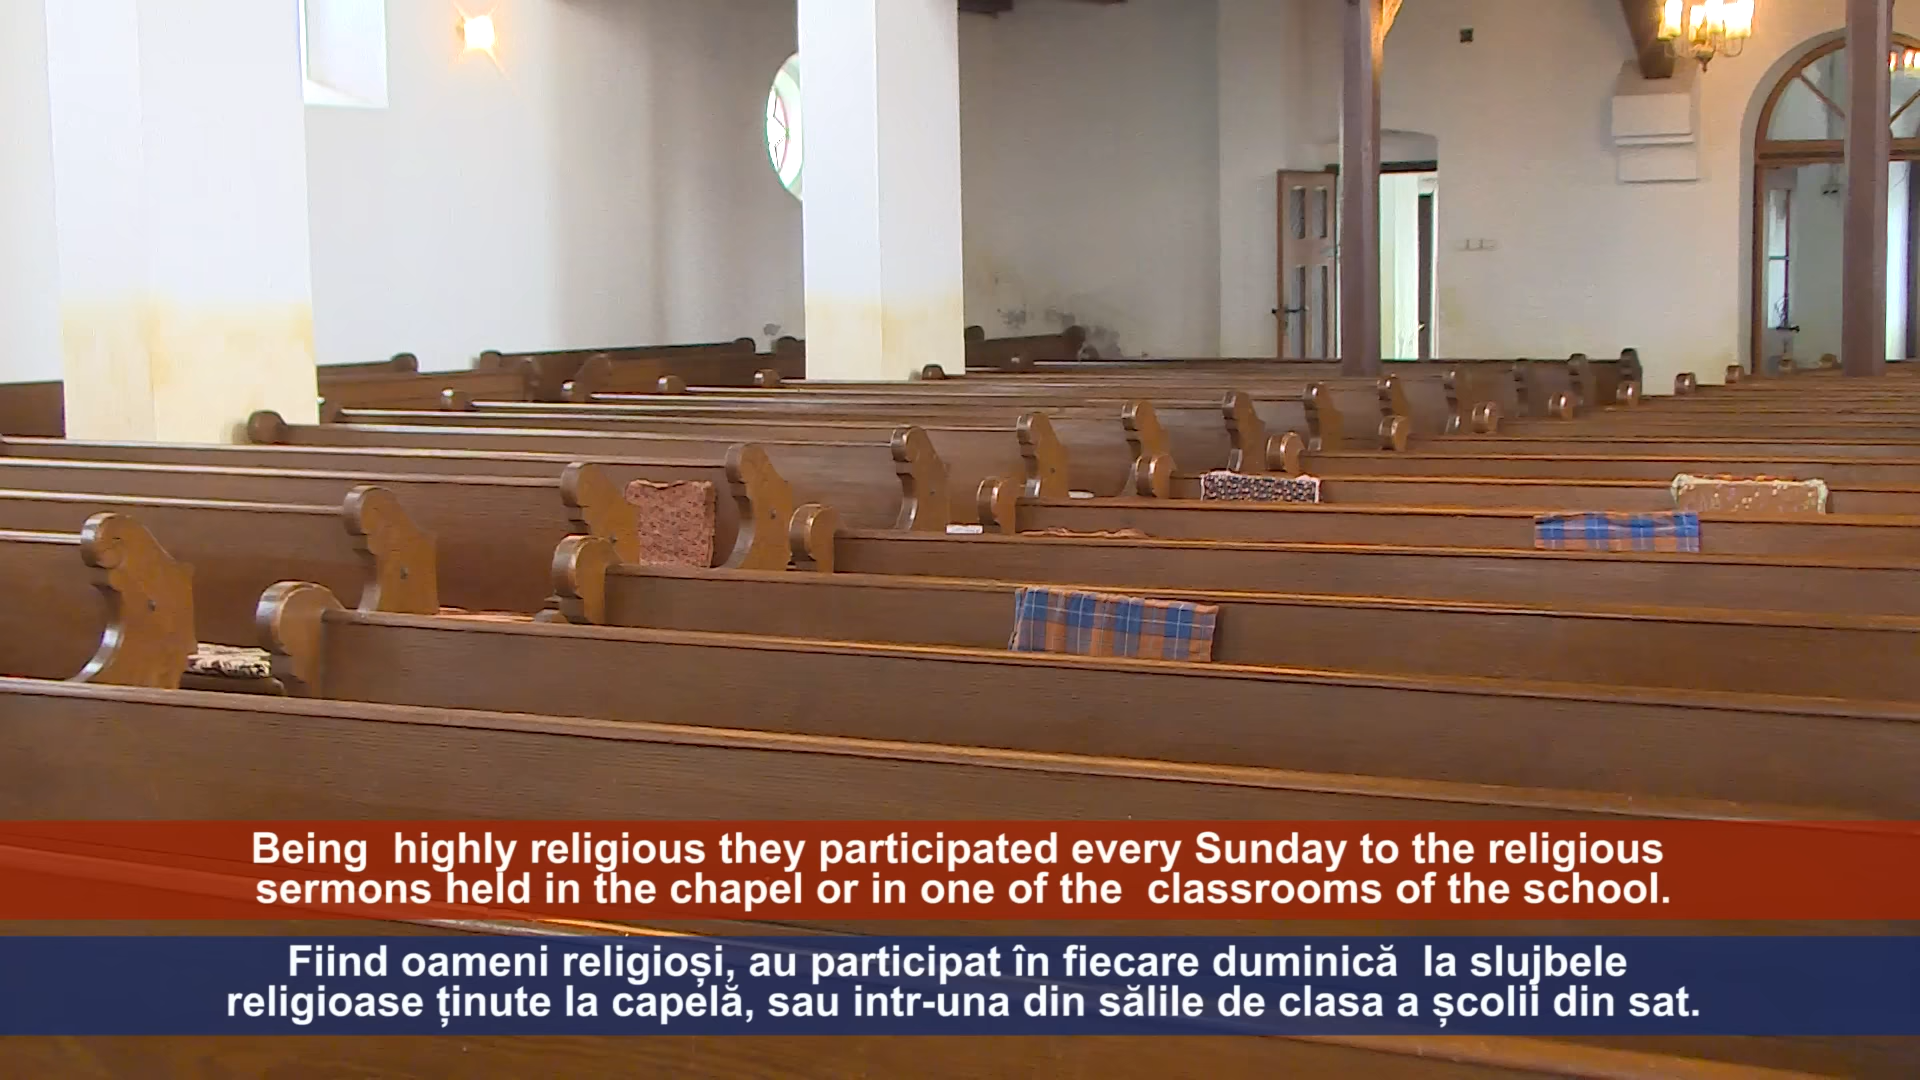 Being  highly religious they participated every Sunday to the religious
sermons held in the chapel or in one of the  classrooms of the school.
Fiind oameni religioși, au participat în fiecare duminică  la slujbele
religioase ținute la capelă, sau intr-una din sălile de clasa a școlii din sat.